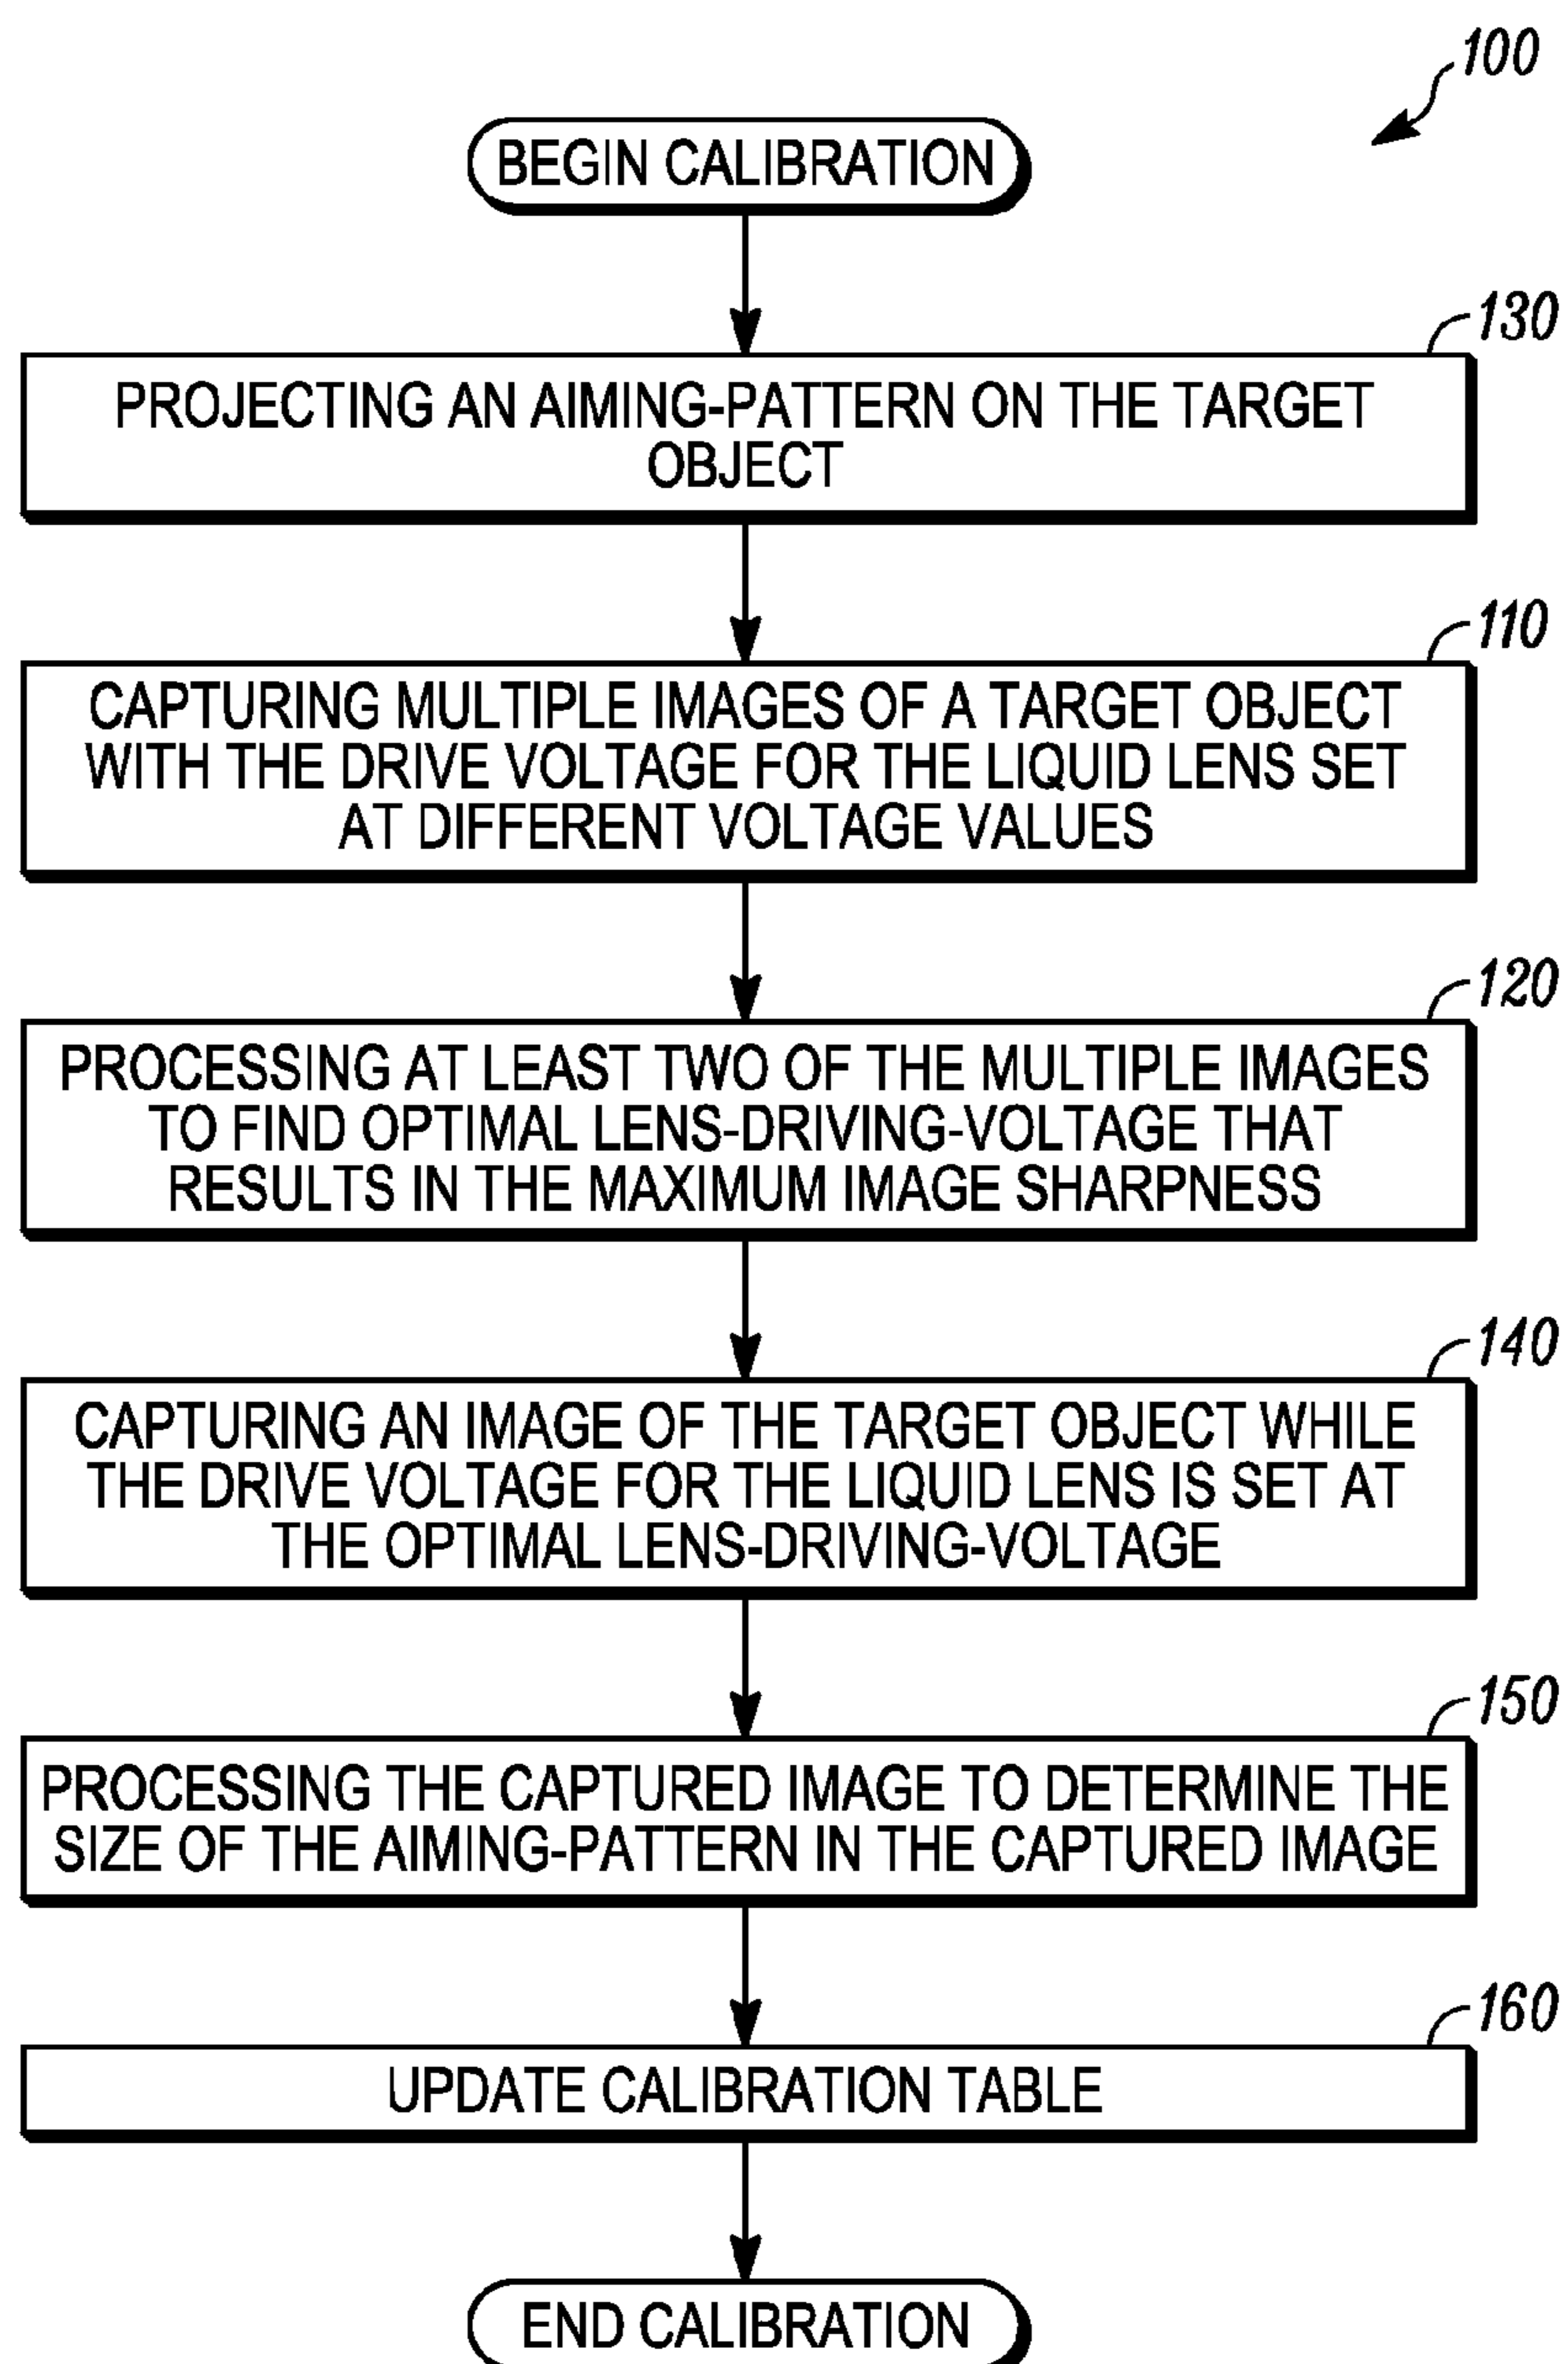 100
BEGIN CALIBRATION
130
PROJECTING AN AIMING-PATTERN ON THE TARGET
OBJECT
110
CAPTURING MULTIPLE IMAGES OF A TARGET OBJECT
WITH THE DRIVE VOLTAGE FOR THE LIQUID LENS SET
AT DIFFERENT VOLTAGE VALUES
120
PROCESSING AT LEAST TWO OF THE MULTIPLE IMAGES
TO FIND OPTIMAL LENS-DRIVING-VOLTAGE THAT
RESULTS IN THE MAXIMUM IMAGE SHARPNESS
140
CAPTURING AN IMAGE OF THE TARGET OBJECT WHILE
THE DRIVE VOLTAGE FOR THE LIQUID LENS IS SET AT
THE OPTIMAL LENS-DRIVING-VOLTAGE
150
PROCESSING THE CAPTURED IMAGE TO DETERMINE THE
SIZE OF THE AIMING-PATTERN IN THE CAPTURED IMAGE
160
UPDATE CALIBRATION TABLE
END CALIBRATION